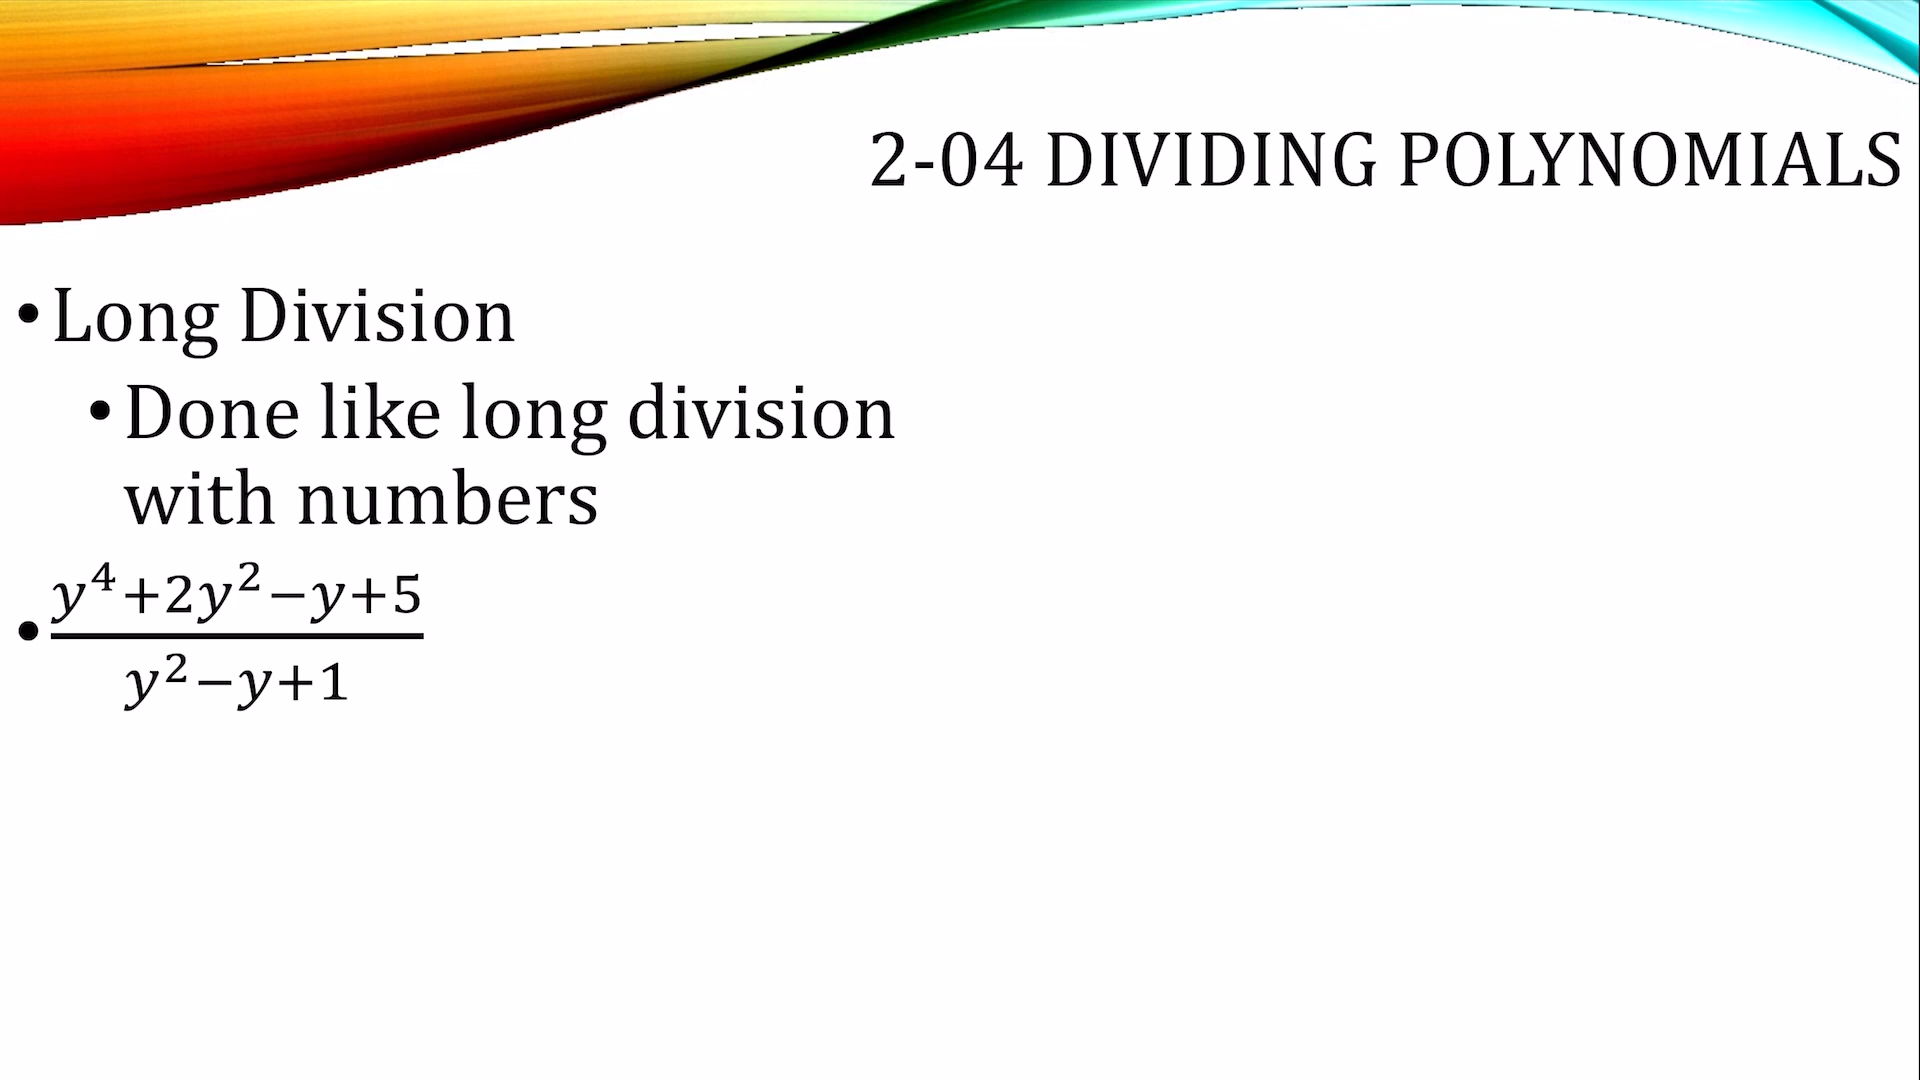 2-04 DIVIDING POLYNOMIALS
•Long Division
•Done like long division
with numbers
•y⁴+2y²−y+5
y²−y+1